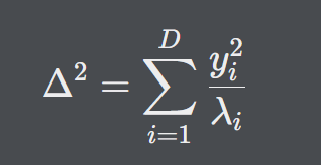 Δ² = ∑_{i=1}^{D} y_i² / λ_i